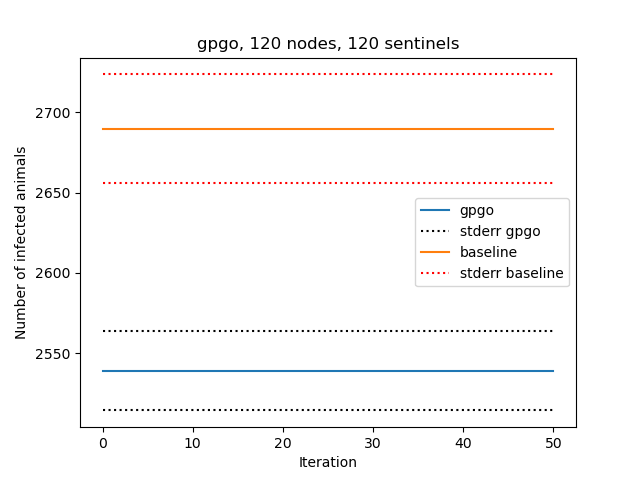 gpgo, 120 nodes, 120 sentinels
Number of infected animals
2700
2650
2600
2550
gpgo
stderr gpgo
baseline
stderr baseline
0 10 20 30 40 50
Iteration